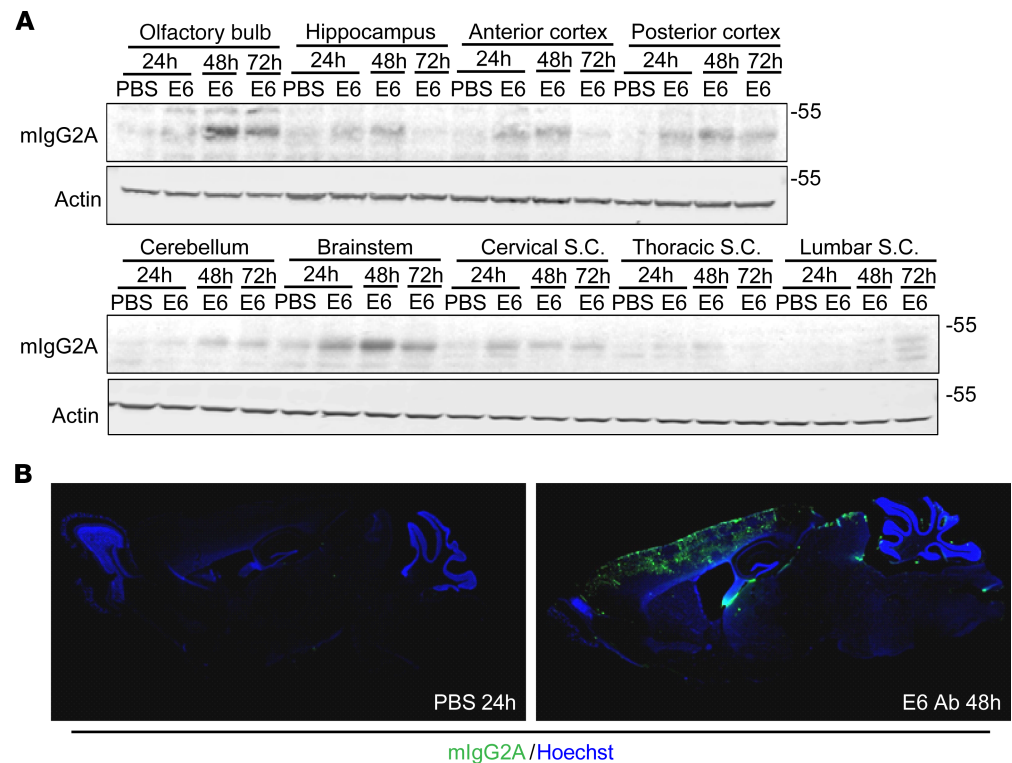 A
Olfactory bulb Hippocampus Anterior cortex Posterior cortex
24h 48h 72h 24h 48h 72h 24h 48h 72h 24h 48h 72h
PBS E6 E6 E6 PBS E6 E6 E6 PBS E6 E6 E6 PBS E6 E6 E6
mIgG2A -55
Actin -55
Cerebellum Brainstem Cervical S.C. Thoracic S.C. Lumbar S.C.
24h 48h 72h 24h 48h 72h 24h 48h 72h 24h 48h 72h 24h 48h 72h
PBS E6 E6 E6 PBS E6 E6 E6 PBS E6 E6 E6 PBS E6 E6 E6 PBS E6 E6 E6
mIgG2A -55
Actin -55
B
PBS 24h E6 Ab 48h
mIgG2A/Hoechst